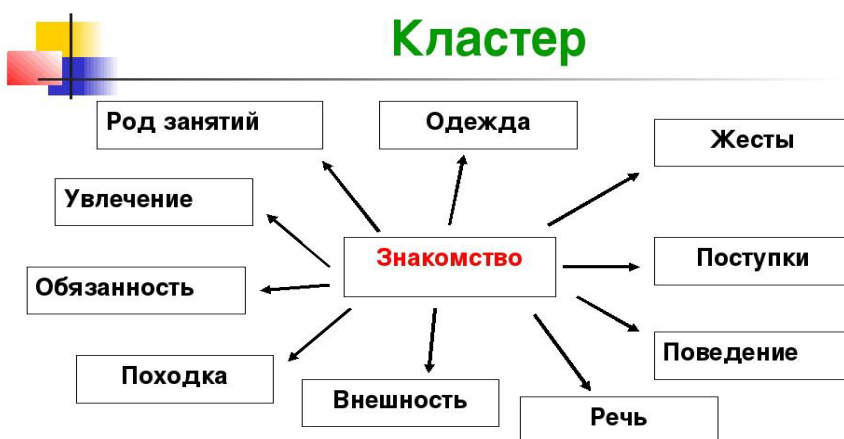 Кластер
Род занятий
Одежда
Жесты
Увлечение
Знакомство
Поступки
Обязанность
Поведение
Походка
Внешность
Речь